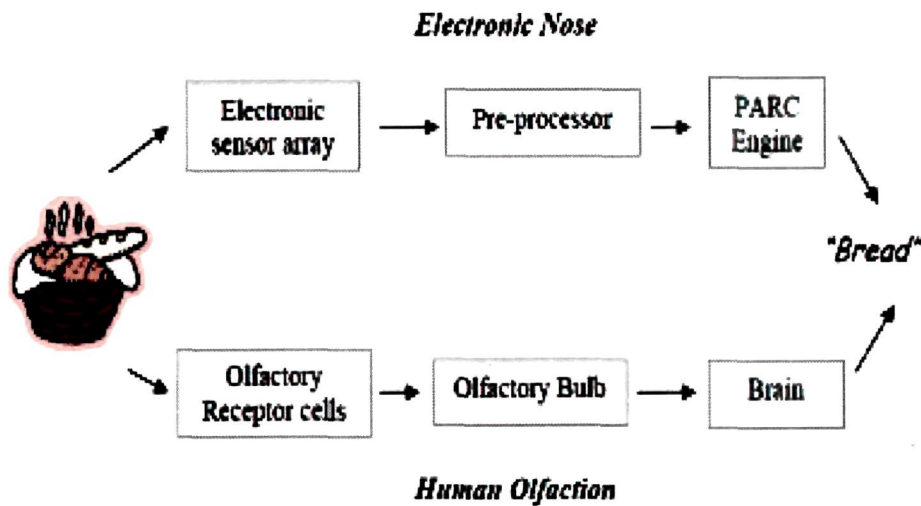 Electronic Nose
Electronic
sensor array
Pre-processor
PARC
Engine
"Bread"
Olfactory
Receptor cells
Olfactory Bulb
Brain
Human Olfaction